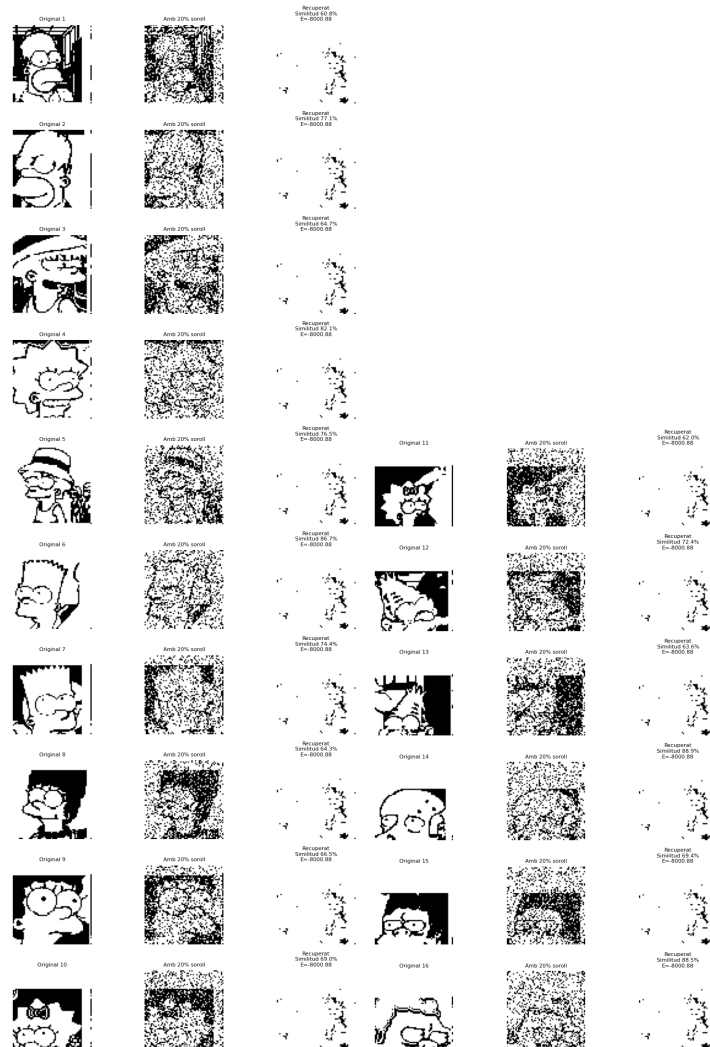 Original 1
Amb 20% soroll
Recuperat
Similitud 60.8%
E=-8000.88
Original 2
Amb 20% soroll
Recuperat
Similitud 77.1%
E=-8000.88
Original 3
Amb 20% soroll
Recuperat
Similitud 64.7%
E=-8000.88
Original 4
Amb 20% soroll
Recuperat
Similitud 82.1%
E=-8000.88
Original 5
Amb 20% soroll
Recuperat
Similitud 76.5%
E=-8000.88
Original 11
Amb 20% soroll
Recuperat
Similitud 62.0%
E=-8000.88
Original 6
Amb 20% soroll
Recuperat
Similitud 86.7%
E=-8000.88
Original 12
Amb 20% soroll
Recuperat
Similitud 72.4%
E=-8000.88
Original 7
Amb 20% soroll
Recuperat
Similitud 74.4%
E=-8000.88
Original 13
Amb 20% soroll
Recuperat
Similitud 63.6%
E=-8000.88
Original 8
Amb 20% soroll
Recuperat
Similitud 64.3%
E=-8000.88
Original 14
Amb 20% soroll
Recuperat
Similitud 88.9%
E=-8000.88
Original 9
Amb 20% soroll
Recuperat
Similitud 66.5%
E=-8000.88
Original 15
Amb 20% soroll
Recuperat
Similitud 69.4%
E=-8000.88
Original 10
Amb 20% soroll
Recuperat
Similitud 69.0%
E=-8000.88
Original 16
Amb 20% soroll
Recuperat
Similitud 88.5%
E=-8000.88